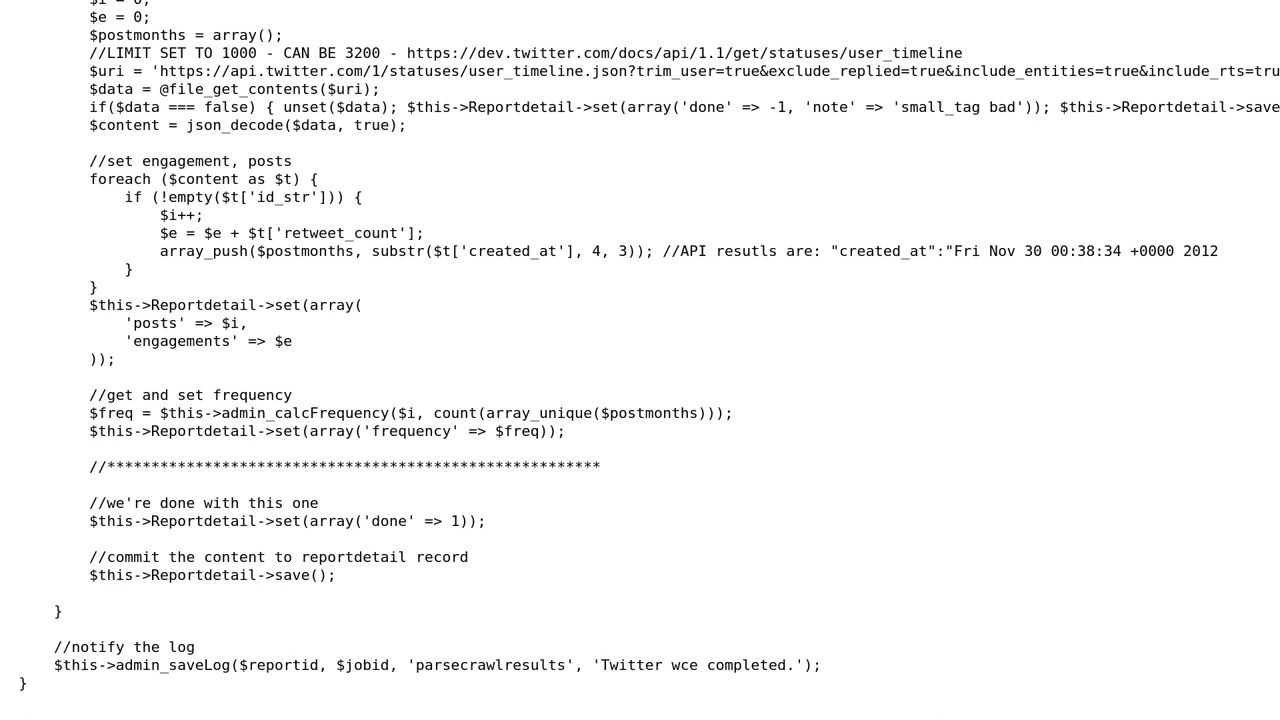 $i = 0;
$e = 0;
$postmonths = array();
//LIMIT SET TO 1000 - CAN BE 3200 - https://dev.twitter.com/docs/api/1.1/get/statuses/user_timeline
$uri = 'https://api.twitter.com/1/statuses/user_timeline.json?trim_user=true&exclude_replied=true&include_entities=true&include_rts=tru
$data = @file_get_contents($uri);
if($data === false) { unset($data); $this->Reportdetail->set(array('done' => -1, 'note' => 'small_tag bad')); $this->Reportdetail->save
$content = json_decode($data, true);
//set engagement, posts
foreach ($content as $t) {
if (!empty($t['id_str'])) {
$i++;
$e = $e + $t['retweet_count'];
array_push($postmonths, substr($t['created_at'], 4, 3)); //API resutls are: "created_at":"Fri Nov 30 00:38:34 +0000 2012
}
}
$this->Reportdetail->set(array(
'posts' => $i,
'engagements' => $e
));
//get and set frequency
$freq = $this->admin_calcFrequency($i, count(array_unique($postmonths)));
$this->Reportdetail->set(array('frequency' => $freq));
//********************************************************
//we're done with this one
$this->Reportdetail->set(array('done' => 1));
//commit the content to reportdetail record
$this->Reportdetail->save();
}
//notify the log
$this->admin_saveLog($reportid, $jobid, 'parsecrawlresults', 'Twitter wce completed.');
}